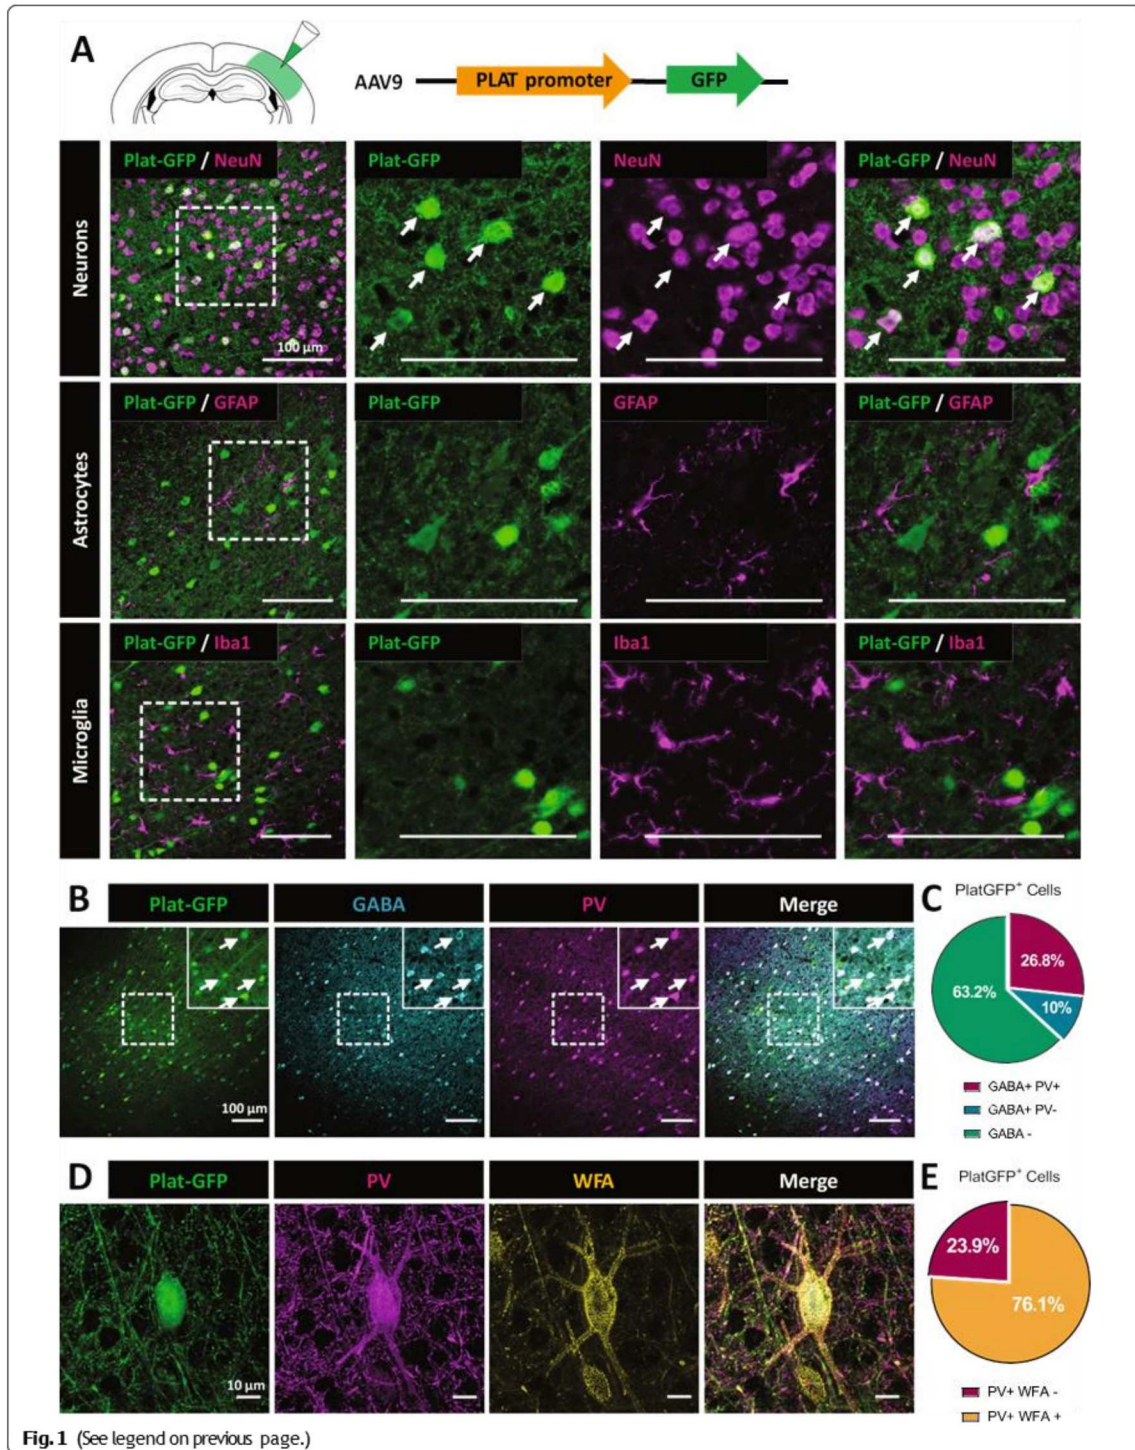 A
AAV9
PLAT promoter
GFP
Neurons
Plat-GFP / NeuN
Plat-GFP
NeuN
Plat-GFP / NeuN
100 µm
Astrocytes
Plat-GFP / GFAP
Plat-GFP
GFAP
Plat-GFP / GFAP
Microglia
Plat-GFP / Iba1
Plat-GFP
Iba1
Plat-GFP / Iba1
B
Plat-GFP
GABA
PV
Merge
100 µm
C
PlatGFP⁺ Cells
26.8%
63.2%
10%
GABA+ PV+
GABA+ PV-
GABA -
D
Plat-GFP
PV
WFA
Merge
10 µm
E
PlatGFP⁺ Cells
23.9%
76.1%
PV+ WFA -
PV+ WFA +
Fig. 1 (See legend on previous page.)